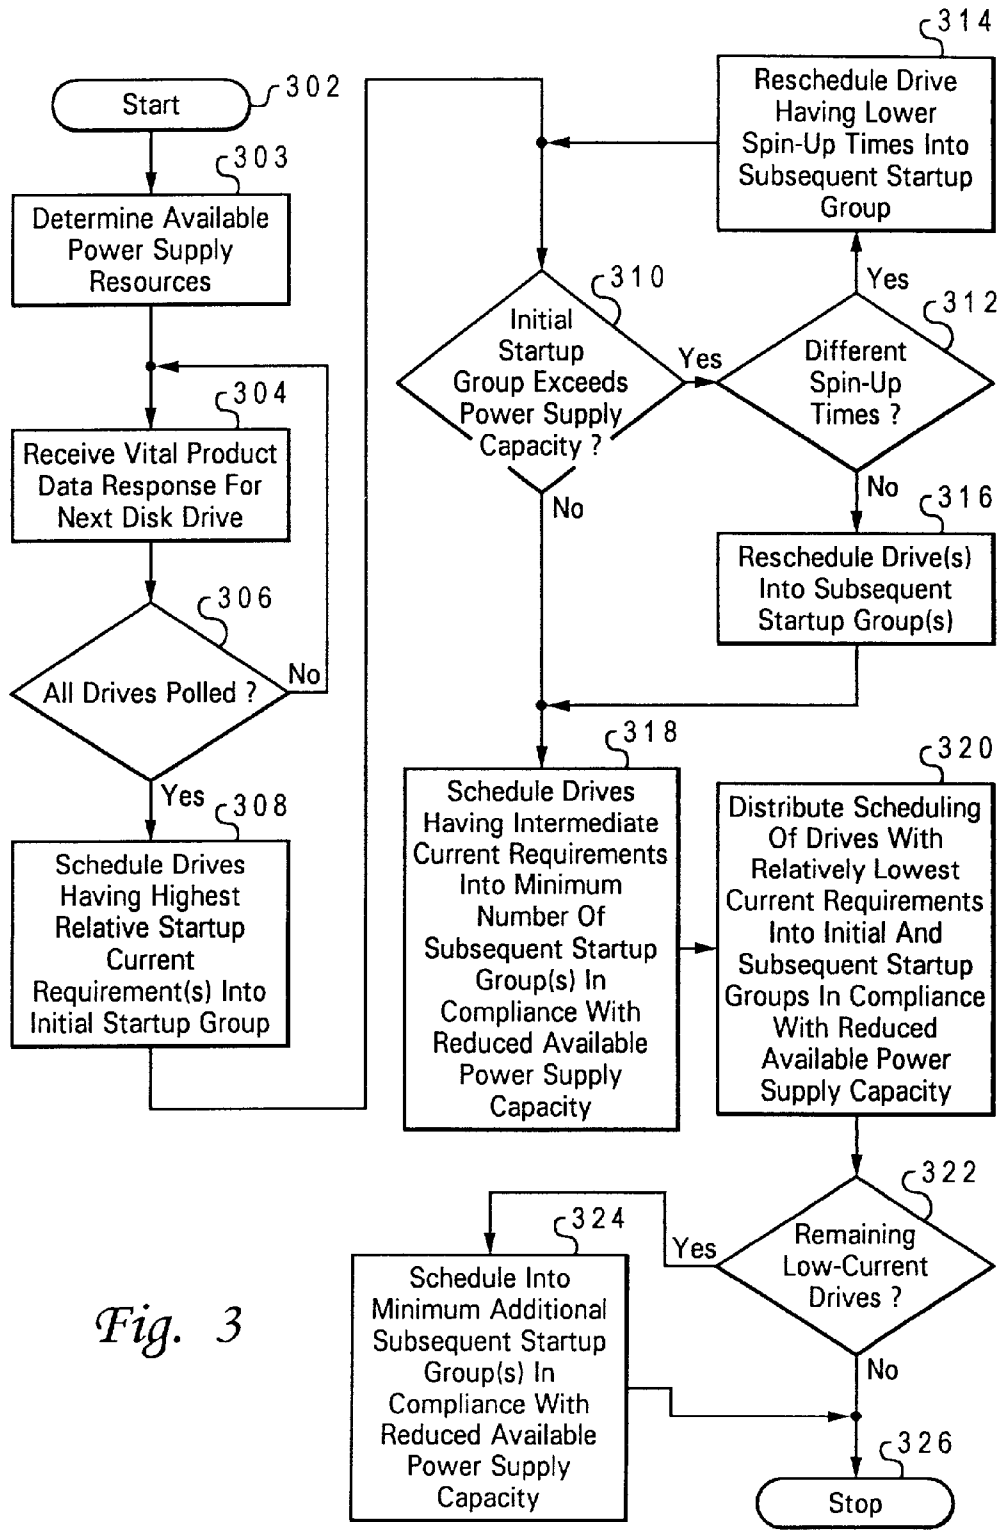 302
Start
303
Determine Available
Power Supply
Resources
304
Receive Vital Product
Data Response For
Next Disk Drive
306
All Drives Polled ?
No
Yes
308
Schedule Drives
Having Highest
Relative Startup
Current
Requirement(s) Into
Initial Startup Group
310
Initial
Startup
Group Exceeds
Power Supply
Capacity ?
Yes
No
312
Different
Spin-Up
Times ?
Yes
No
314
Reschedule Drive
Having Lower
Spin-Up Times Into
Subsequent Startup
Group
316
Reschedule Drive(s)
Into Subsequent
Startup Group(s)
318
Schedule Drives
Having Intermediate
Current Requirements
Into Minimum
Number Of
Subsequent Startup
Group(s) In
Compliance With
Reduced Available
Power Supply
Capacity
320
Distribute Scheduling
Of Drives With
Relatively Lowest
Current Requirements
Into Initial And
Subsequent Startup
Groups In Compliance
With Reduced
Available Power
Supply Capacity
322
Remaining
Low-Current
Drives ?
Yes
No
324
Schedule Into
Minimum Additional
Subsequent Startup
Group(s) In
Compliance With
Reduced Available
Power Supply
Capacity
326
Stop
Fig. 3